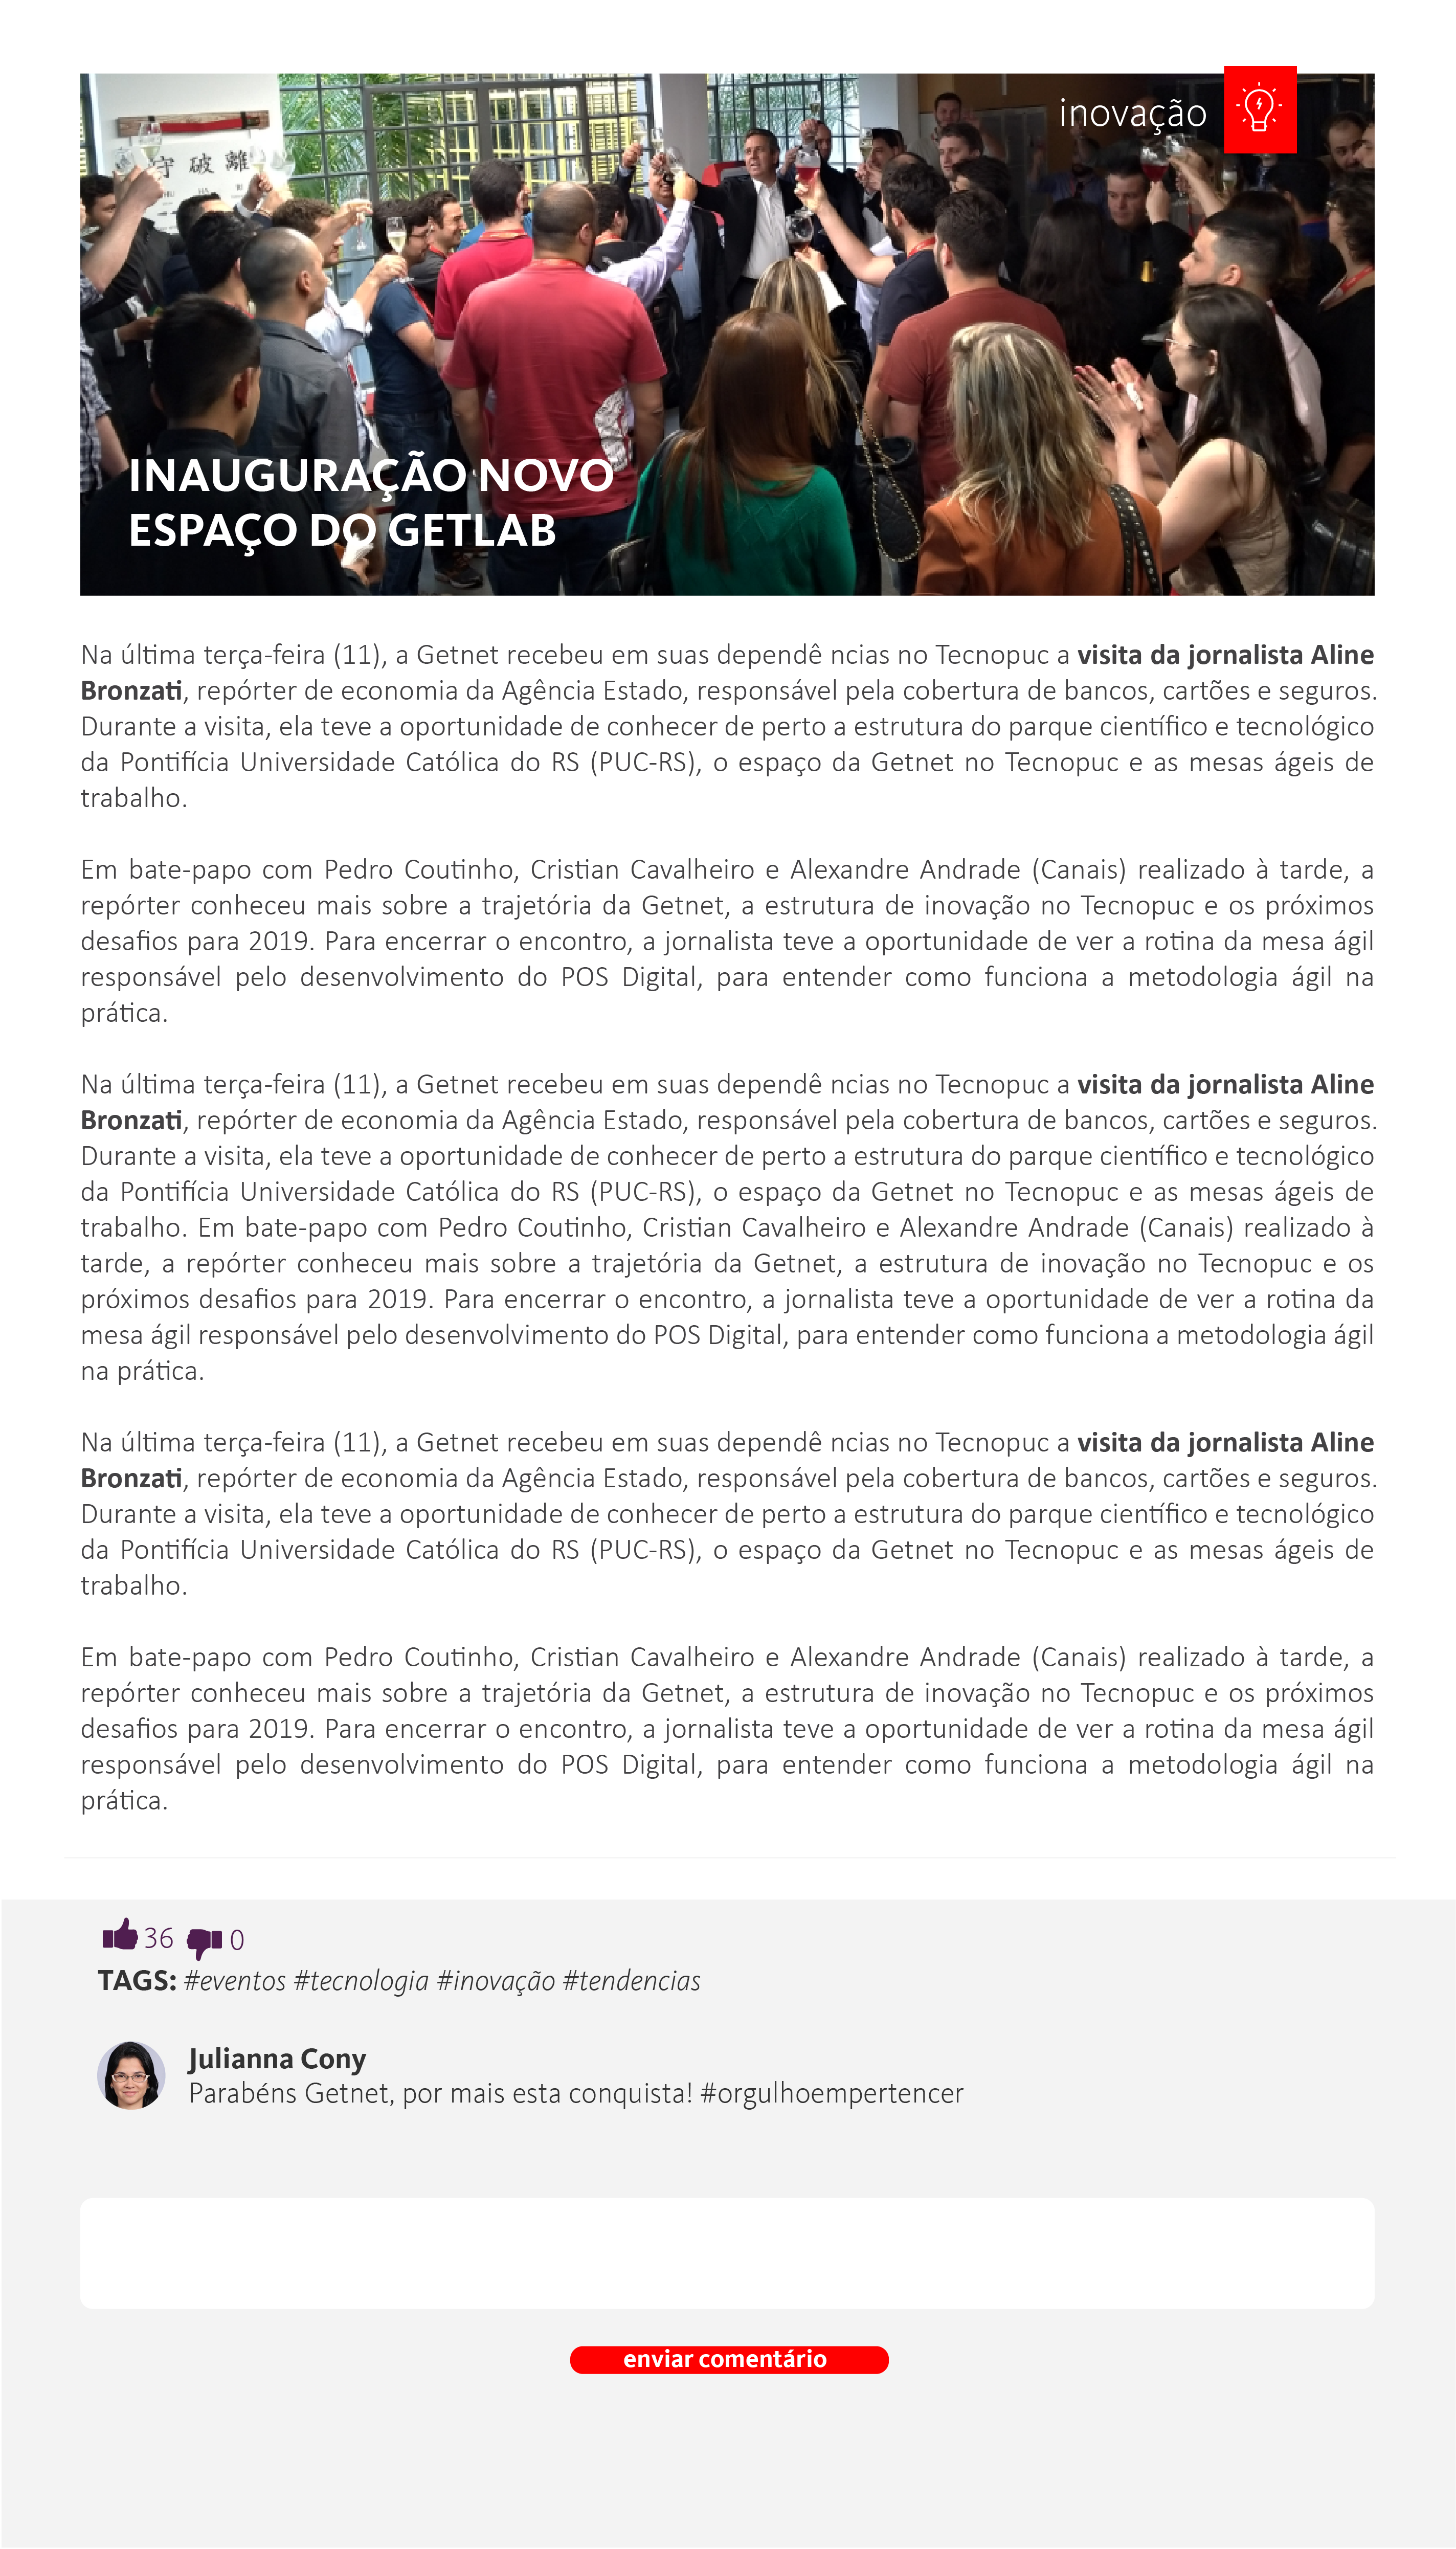 inovação
守 破 離
INAUGURAÇÃO NOVO
ESPAÇO DO GETLAB
Na última terça-feira (11), a Getnet recebeu em suas dependê ncias no Tecnopuc a visita da jornalista Aline
Bronzati, repórter de economia da Agência Estado, responsável pela cobertura de bancos, cartões e seguros.
Durante a visita, ela teve a oportunidade de conhecer de perto a estrutura do parque científico e tecnológico
da Pontifícia Universidade Católica do RS (PUC-RS), o espaço da Getnet no Tecnopuc e as mesas ágeis de
trabalho.
Em bate-papo com Pedro Coutinho, Cristian Cavalheiro e Alexandre Andrade (Canais) realizado à tarde, a
repórter conheceu mais sobre a trajetória da Getnet, a estrutura de inovação no Tecnopuc e os próximos
desafios para 2019. Para encerrar o encontro, a jornalista teve a oportunidade de ver a rotina da mesa ágil
responsável pelo desenvolvimento do POS Digital, para entender como funciona a metodologia ágil na
prática.
Na última terça-feira (11), a Getnet recebeu em suas dependê ncias no Tecnopuc a visita da jornalista Aline
Bronzati, repórter de economia da Agência Estado, responsável pela cobertura de bancos, cartões e seguros.
Durante a visita, ela teve a oportunidade de conhecer de perto a estrutura do parque científico e tecnológico
da Pontifícia Universidade Católica do RS (PUC-RS), o espaço da Getnet no Tecnopuc e as mesas ágeis de
trabalho. Em bate-papo com Pedro Coutinho, Cristian Cavalheiro e Alexandre Andrade (Canais) realizado à
tarde, a repórter conheceu mais sobre a trajetória da Getnet, a estrutura de inovação no Tecnopuc e os
próximos desafios para 2019. Para encerrar o encontro, a jornalista teve a oportunidade de ver a rotina da
mesa ágil responsável pelo desenvolvimento do POS Digital, para entender como funciona a metodologia ágil
na prática.
Na última terça-feira (11), a Getnet recebeu em suas dependê ncias no Tecnopuc a visita da jornalista Aline
Bronzati, repórter de economia da Agência Estado, responsável pela cobertura de bancos, cartões e seguros.
Durante a visita, ela teve a oportunidade de conhecer de perto a estrutura do parque científico e tecnológico
da Pontifícia Universidade Católica do RS (PUC-RS), o espaço da Getnet no Tecnopuc e as mesas ágeis de
trabalho.
Em bate-papo com Pedro Coutinho, Cristian Cavalheiro e Alexandre Andrade (Canais) realizado à tarde, a
repórter conheceu mais sobre a trajetória da Getnet, a estrutura de inovação no Tecnopuc e os próximos
desafios para 2019. Para encerrar o encontro, a jornalista teve a oportunidade de ver a rotina da mesa ágil
responsável pelo desenvolvimento do POS Digital, para entender como funciona a metodologia ágil na
prática.
36 0
TAGS: #eventos #tecnologia #inovação #tendencias
Julianna Cony
Parabéns Getnet, por mais esta conquista! #orgulhoempertencer
enviar comentário